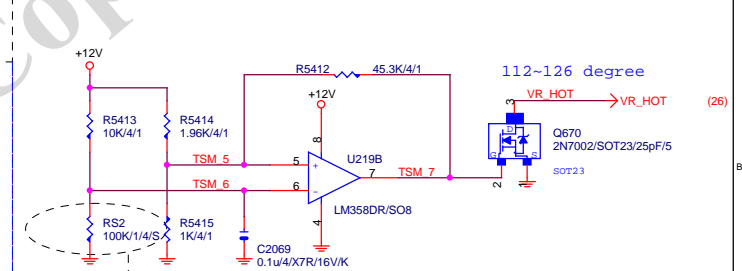 Cop
+12V
R5412
45.3K/4/1
112~126 degree
+12V
VR_HOT
VR_HOT
(26)
R5413
10K/4/1
R5414
1.96K/4/1
3
D
G
S
Q670
2N7002/SOT23/25pF/5
SOT23
8
U219B
TSM_5
5
+
7
TSM_7
TSM_6
6
-
2
1
B
LM358DR/SO8
4
RS2
100K/1/4/S
R5415
1K/4/1
C2069
0.1u/4/X7R/16V/K